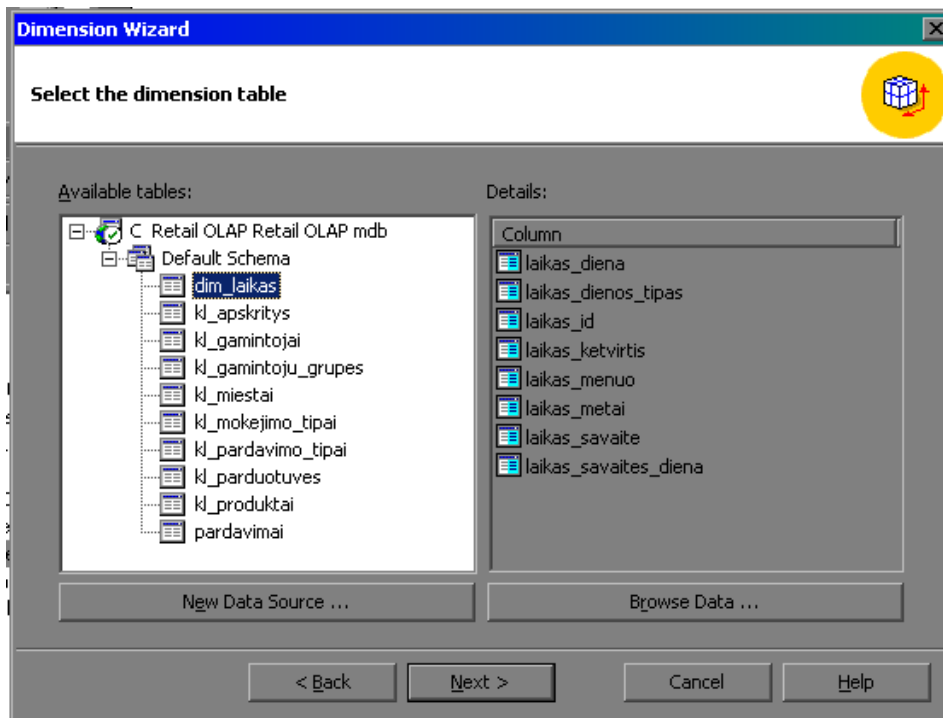 Dimension Wizard
Select the dimension table
Available tables:
C Retail OLAP Retail OLAP mdb
Default Schema
dim_laikas
kl_apskritys
kl_gamintojai
kl_gamintoju_grupes
kl_miestai
kl_mokejimo_tipai
kl_pardavimo_tipai
kl_parduotuves
kl_produktai
pardavimai
New Data Source ...
Details:
Column
laikas_diena
laikas_dienos_tipas
laikas_id
laikas_ketvirtis
laikas_menuo
laikas_metai
laikas_savaite
laikas_savaites_diena
Browse Data ...
< Back
Next >
Cancel
Help